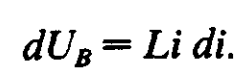 dU_B = Li di.